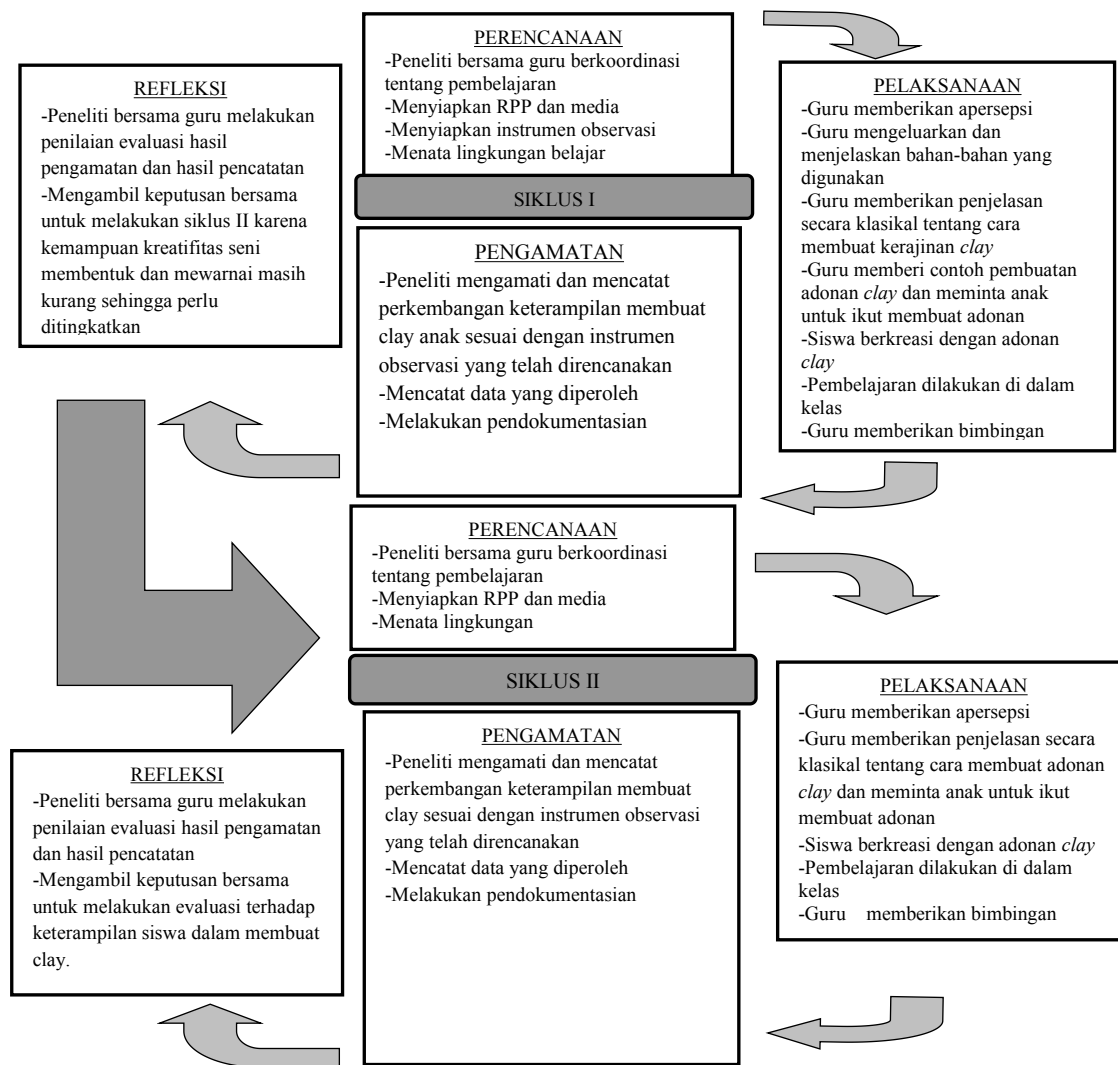 PERENCANAAN
-Peneliti bersama guru berkoordinasi
tentang pembelajaran
-Menyiapkan RPP dan media
-Menyiapkan instrumen observasi
-Menata lingkungan belajar
SIKLUS I
PELAKSANAAN
-Guru memberikan apersepsi
-Guru mengeluarkan dan
menjelaskan bahan-bahan yang
digunakan
-Guru memberikan penjelasan
secara klasikal tentang cara
membuat kerajinan clay
-Guru memberi contoh pembuatan
adonan clay dan meminta anak
untuk ikut membuat adonan
-Siswa berkreasi dengan adonan
clay
-Pembelajaran dilakukan di dalam
kelas
-Guru memberikan bimbingan
PENGAMATAN
-Peneliti mengamati dan mencatat
perkembangan keterampilan membuat
clay anak sesuai dengan instrumen
observasi yang telah direncanakan
-Mencatat data yang diperoleh
-Melakukan pendokumentasian
REFLEKSI
-Peneliti bersama guru melakukan
penilaian evaluasi hasil
pengamatan dan hasil pencatatan
-Mengambil keputusan bersama
untuk melakukan siklus II karena
kemampuan kreatifitas seni
membentuk dan mewarnai masih
kurang sehingga perlu
ditingkatkan
PERENCANAAN
-Peneliti bersama guru berkoordinasi
tentang pembelajaran
-Menyiapkan RPP dan media
-Menata lingkungan
SIKLUS II
PELAKSANAAN
-Guru memberikan apersepsi
-Guru memberikan penjelasan secara
klasikal tentang cara membuat adonan
clay dan meminta anak untuk ikut
membuat adonan
-Siswa berkreasi dengan adonan clay
-Pembelajaran dilakukan di dalam
kelas
-Guru memberikan bimbingan
PENGAMATAN
-Peneliti mengamati dan mencatat
perkembangan keterampilan membuat
clay sesuai dengan instrumen observasi
yang telah direncanakan
-Mencatat data yang diperoleh
-Melakukan pendokumentasian
REFLEKSI
-Peneliti bersama guru melakukan
penilaian evaluasi hasil pengamatan
dan hasil pencatatan
-Mengambil keputusan bersama
untuk melakukan evaluasi terhadap
keterampilan siswa dalam membuat
clay.